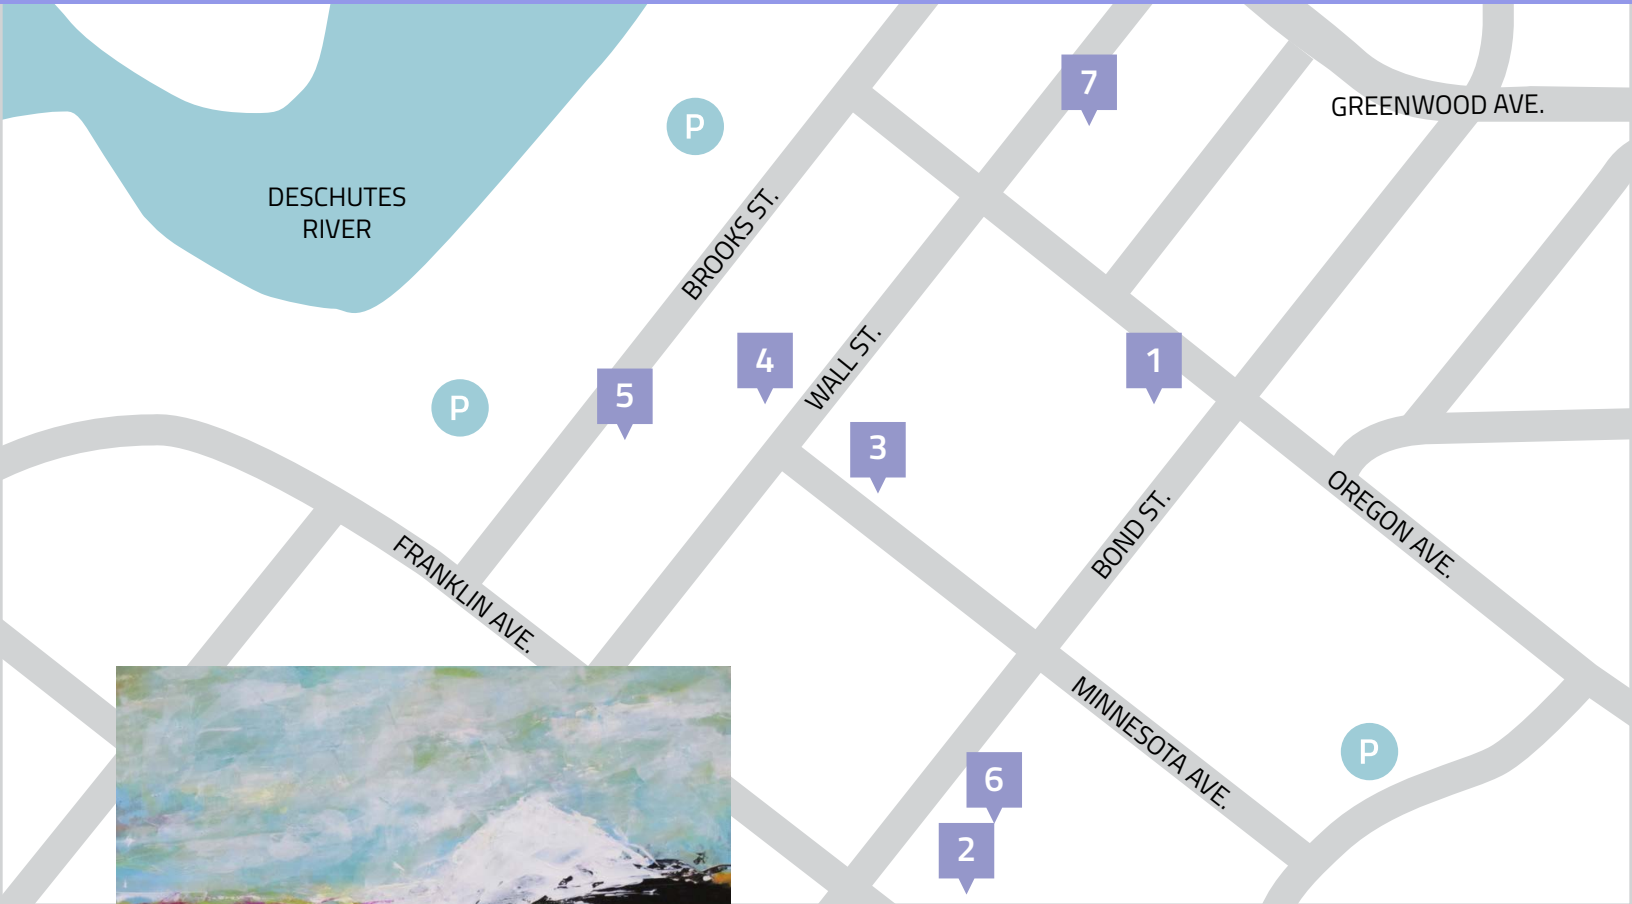 7
GREENWOOD AVE.
P
DESCHUTES
RIVER
BROOKS ST.
4
1
WALL ST.
5
P
3
OREGON AVE.
BOND ST.
FRANKLIN AVE.
MINNESOTA AVE.
P
6
2